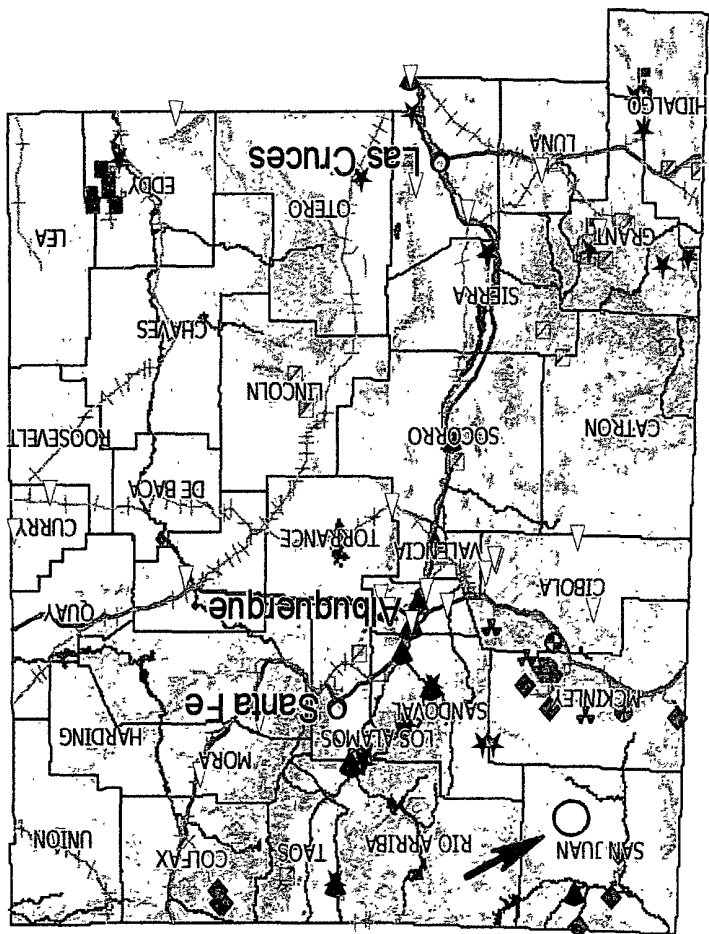 SAN JUAN
RIO ARRIBA
TAOS
COLFAX
UNION
MORA
HARDING
LOS ALAMOS
SANDOVAL
MCKINLEY
Santa Fe
QUAY
Albuquerque
CIBOLA
VALENCIA
TORRANCE
CURRY
DE BACA
ROOSEVELT
CATRON
SOCORRO
LINCOLN
CHAVES
SIERRA
GRANT
OTERO
LEA
EDDY
Las Cruces
LUNA
HIDALGO